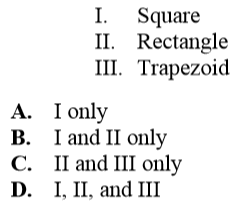 I. Square
II. Rectangle
III. Trapezoid
A. I only
B. I and II only
C. II and III only
D. I, II, and III